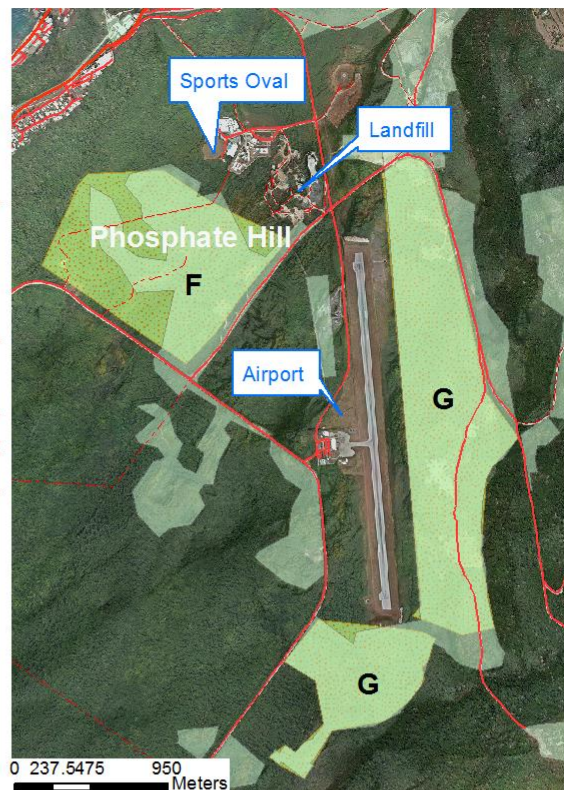 Sports Oval
Landfill
Phosphate Hill
F
Airport
G
G
0 237.5475 950
Meters